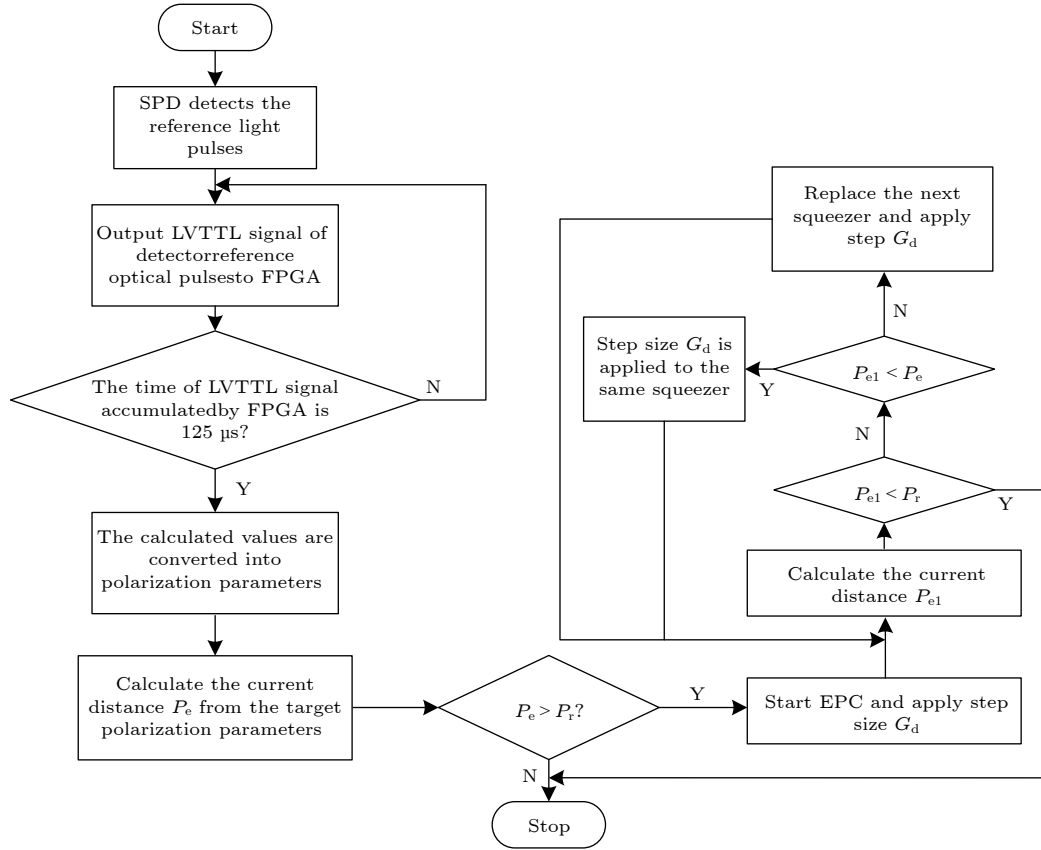 Start
SPD detects the
reference light
pulses
Output LVTTL signal of
detectorreference
optical pulsesto FPGA
The time of LVTTL signal
accumulatedby FPGA is
125 µs?
N
Y
The calculated values are
converted into
polarization parameters
Calculate the current
distance Pe from the target
polarization parameters
Pe > Pr?
Y
N
Stop
Start EPC and apply step
size Gd
Calculate the current
distance Pe1
Pe1 < Pr
Y
N
Pe1 < Pe
Y
N
Step size Gd is
applied to the
same squeezer
Replace the next
squeezer and apply
step Gd